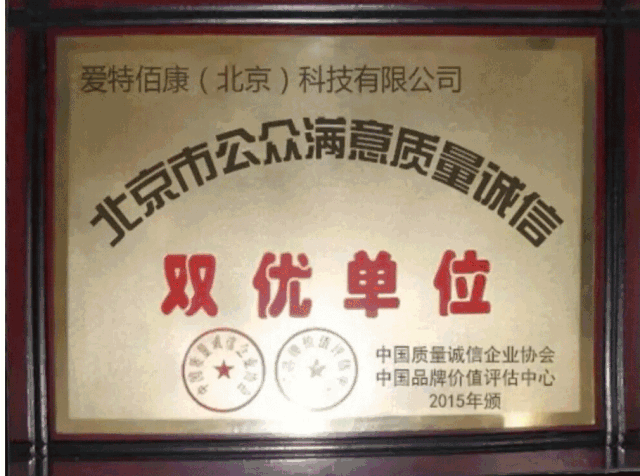 爱特佰康（北京）科技有限公司
北京市公众满意质量诚信
双优单位
中国质量诚信企业协会
中国品牌价值评估中心
2015年颁